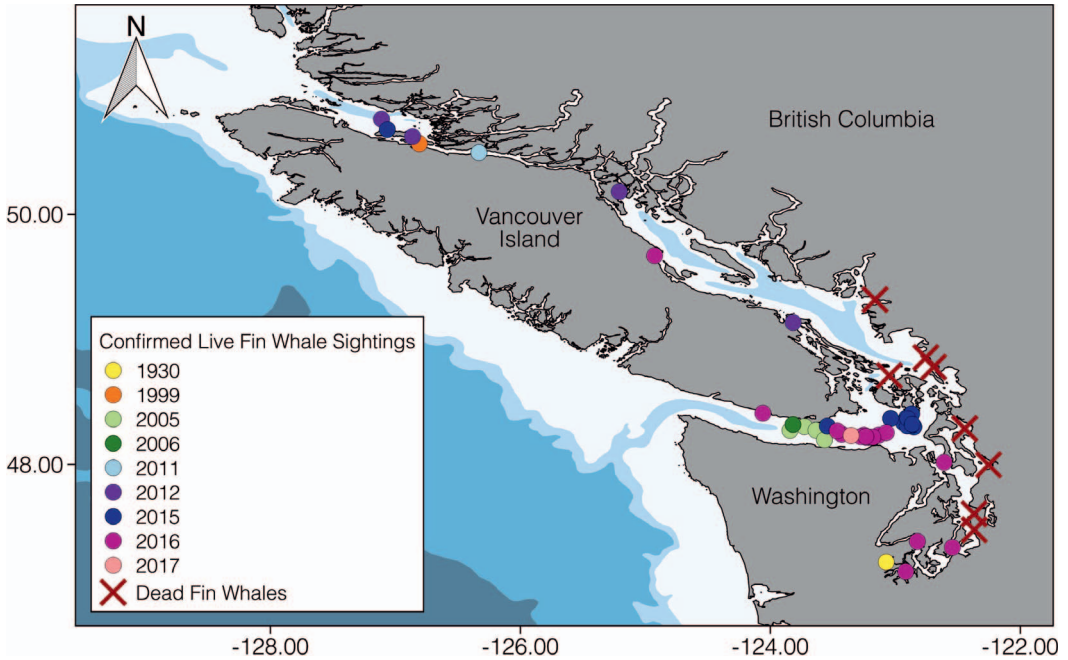 N
British Columbia
50.00
Vancouver
Island
Confirmed Live Fin Whale Sightings
1930
1999
2005
2006
2011
2012
2015
2016
2017
Dead Fin Whales
48.00
Washington
-128.00
-126.00
-124.00
-122.00